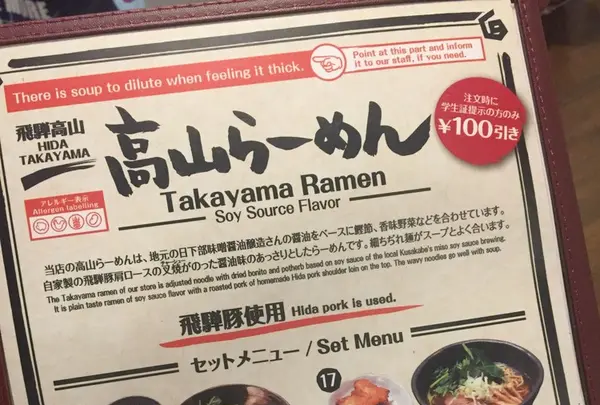 There is soup to dilute when feeling it thick.
Point at this part and inform
it to our staff, if you need.
飛騨高山
HIDA
TAKAYAMA
高山らーめん
注文時に
学生証提示の方のみ
¥100引き
Takayama Ramen
Soy Source Flavor
アレルギー表示
Allergen labelling
当店の高山らーめんは、地元の日下部味噌醤油醸造さんの醤油をベースに鰹節、香味野菜などを合わせています。
自家製の飛騨豚肩ロースの叉焼がのった醤油味のあっさりとしたらーめんです。細ちぢれ麺がスープとよく合います。
The Takayama ramen of our store is adjusted noodle with dried bonito and potherb based on soy sauce of the local Kusakabe's miso soy sauce brewing.
It is plain taste ramen of soy sauce flavor with a roasted pork of homemade Hida pork shoulder loin on the top. The wavy noodles go well with soup.
飛騨豚使用 Hida pork is used.
セットメニュー / Set Menu
17